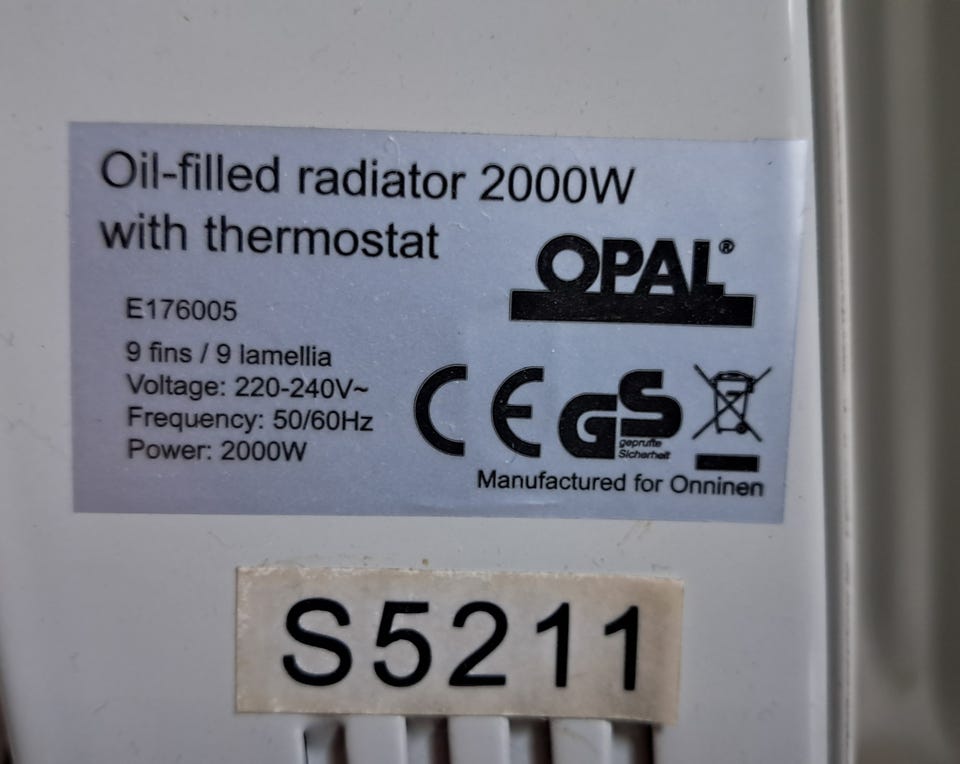 Oil-filled radiator 2000W
with thermostat
OPAL®
E176005
9 fins / 9 lamellia
Voltage: 220-240V~
Frequency: 50/60Hz
Power: 2000W
CE GS
geprüfte
Sicherheit
Manufactured for Onninen
S5211